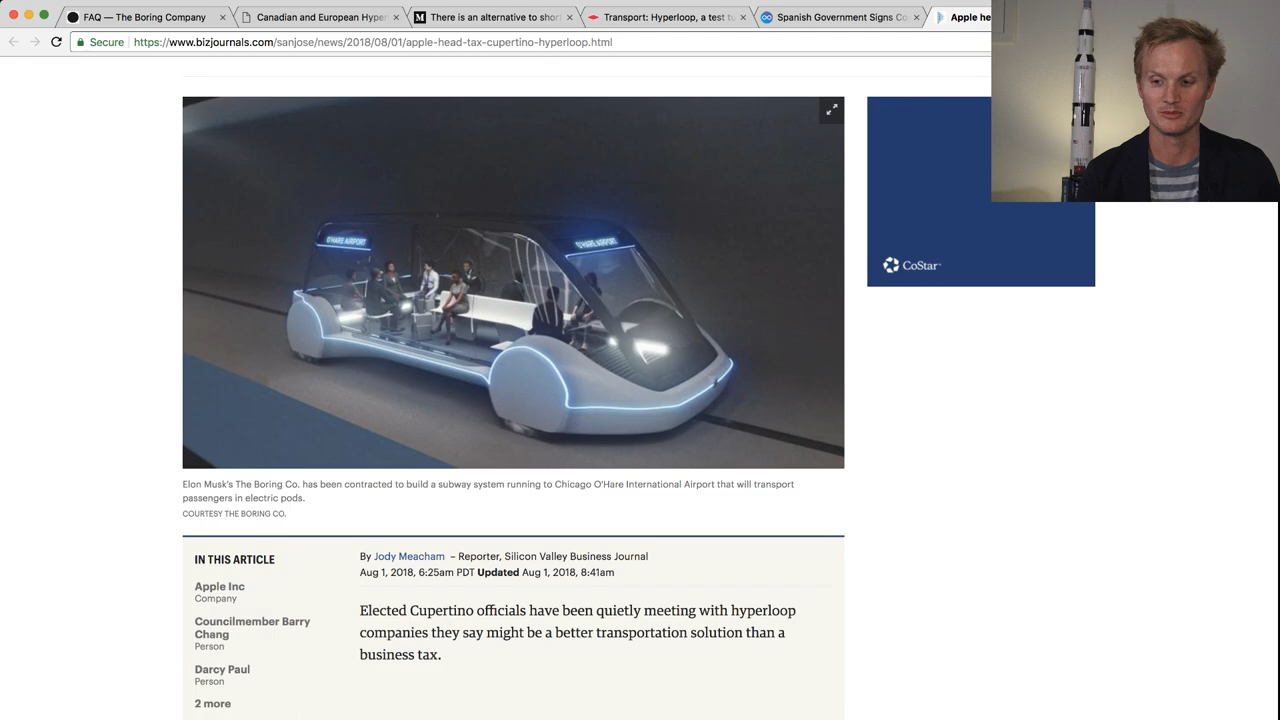 FAQ — The Boring Company
Canadian and European Hyper
There is an alternative to shor
Transport: Hyperloop, a test tu
Spanish Government Signs Co
Apple he
Secure
https://www.bizjournals.com/sanjose/news/2018/08/01/apple-head-tax-cupertino-hyperloop.html
O'HARE AIRPORT
O'HARE AIRPORT
CoStar™
Elon Musk's The Boring Co. has been contracted to build a subway system running to Chicago O'Hare International Airport that will transport
passengers in electric pods.
COURTESY THE BORING CO.
IN THIS ARTICLE
Apple Inc
Company
Councilmember Barry
Chang
Person
Darcy Paul
Person
2 more
By Jody Meacham – Reporter, Silicon Valley Business Journal
Aug 1, 2018, 6:25am PDT Updated Aug 1, 2018, 8:41am
Elected Cupertino officials have been quietly meeting with hyperloop
companies they say might be a better transportation solution than a
business tax.